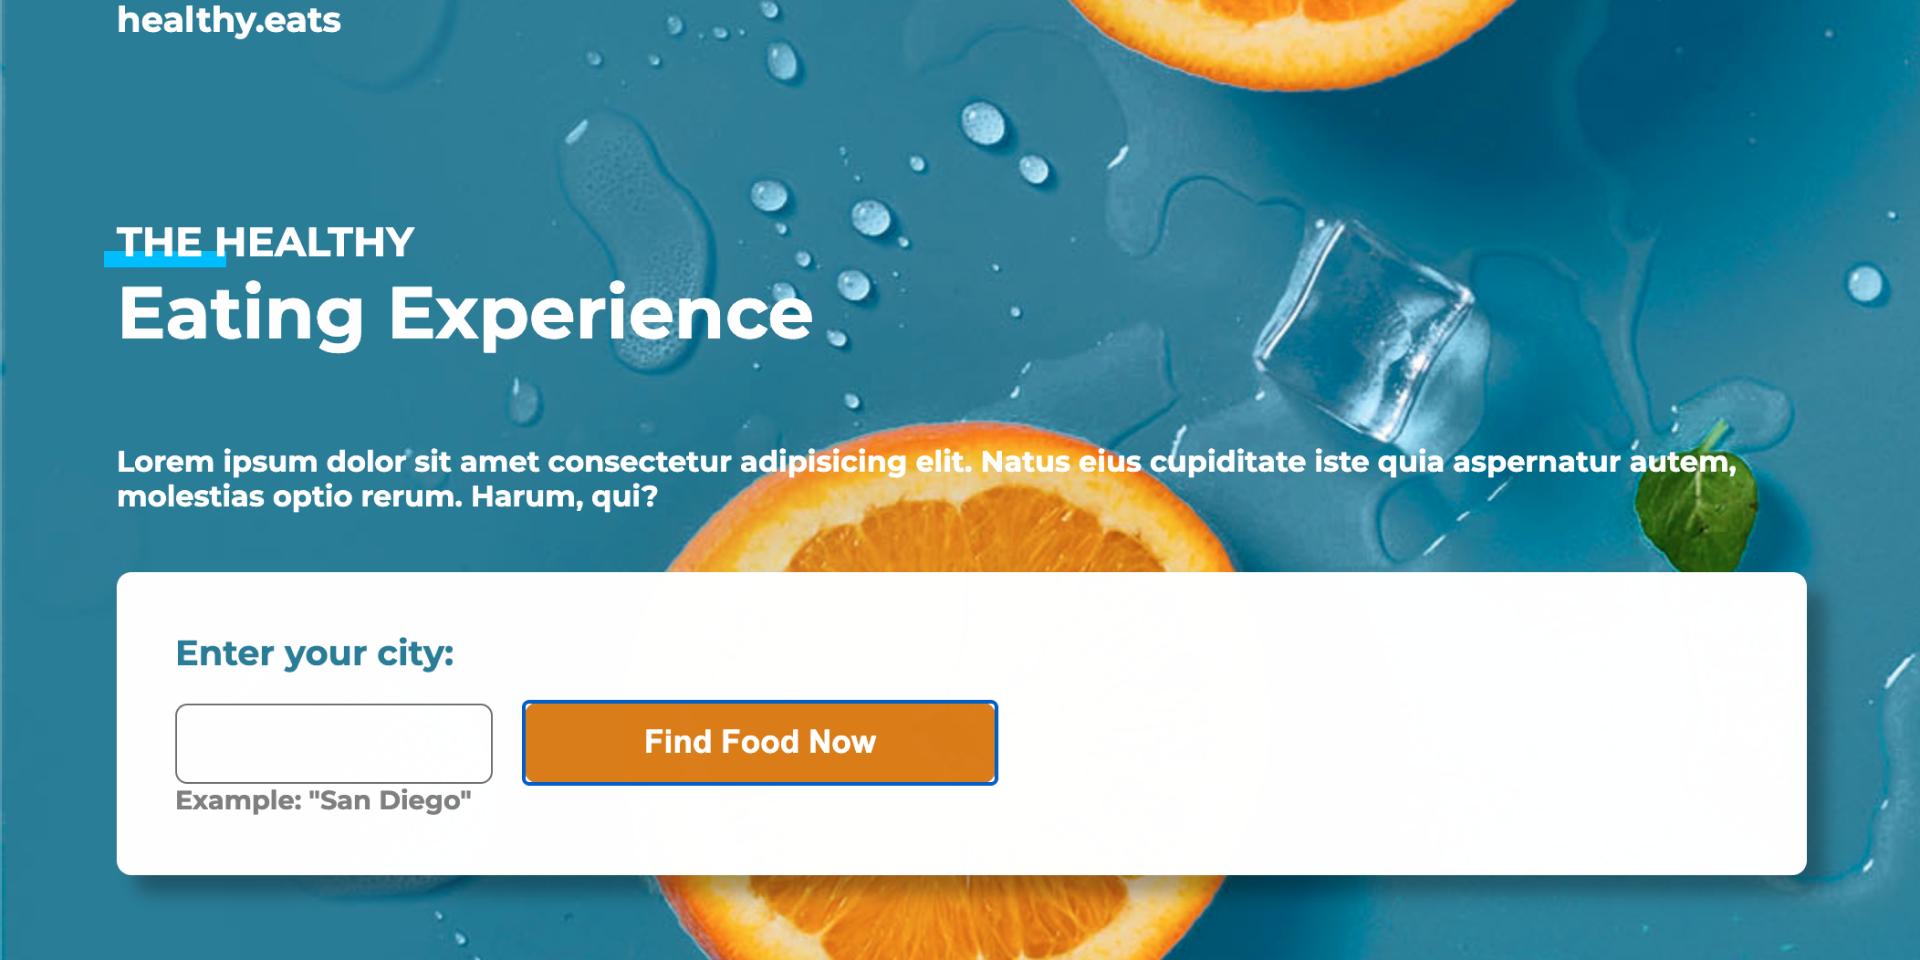 healthy.eats
THE HEALTHY
Eating Experience
Lorem ipsum dolor sit amet consectetur adipisicing elit. Natus eius cupiditate iste quia aspernatur autem,
molestias optio rerum. Harum, qui?
Enter your city:
Find Food Now
Example: "San Diego"